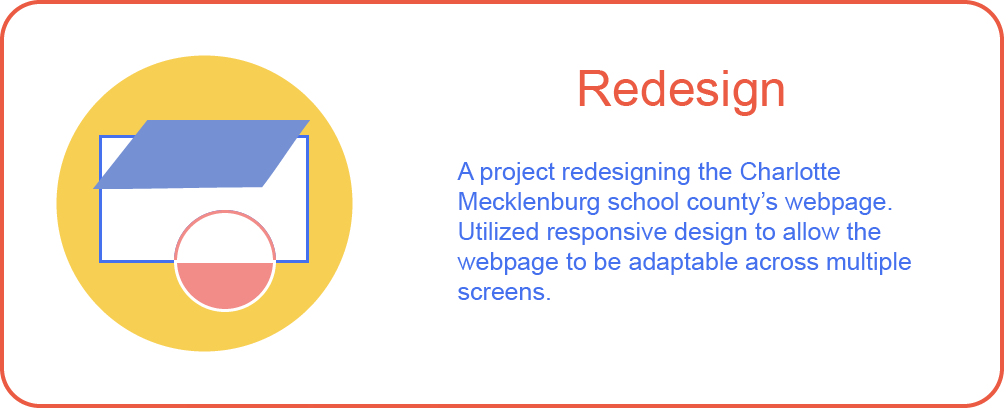 Redesign
A project redesigning the Charlotte
Mecklenburg school county’s webpage.
Utilized responsive design to allow the
webpage to be adaptable across multiple
screens.